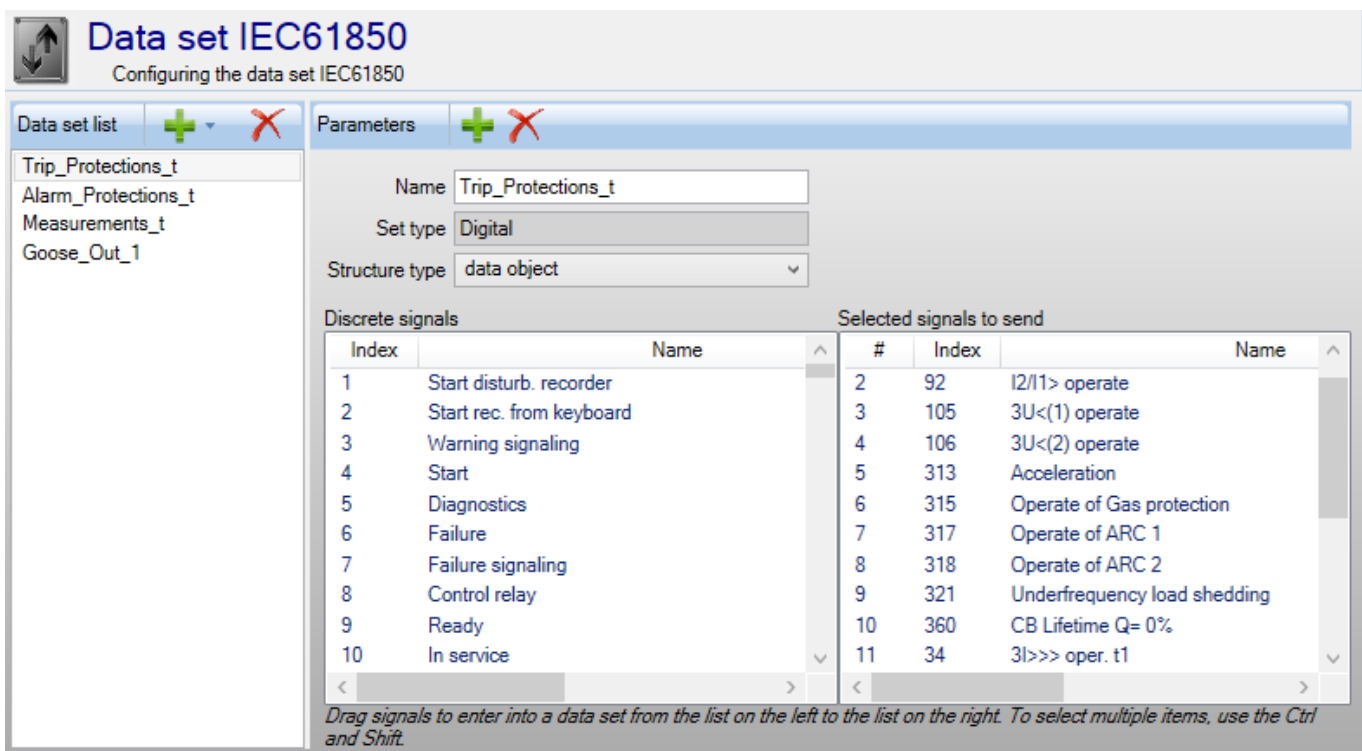 Data set IEC61850
Configuring the data set IEC61850
Data set list
Parameters
Trip_Protections_t
Alarm_Protections_t
Measurements_t
Goose_Out_1
Name Trip_Protections_t
Set type Digital
Structure type data object
Discrete signals
Index Name
1 Start disturb. recorder
2 Start rec. from keyboard
3 Warning signaling
4 Start
5 Diagnostics
6 Failure
7 Failure signaling
8 Control relay
9 Ready
10 In service
Selected signals to send
# Index Name
2 92 I2/I1> operate
3 105 3U<(1) operate
4 106 3U<(2) operate
5 313 Acceleration
6 315 Operate of Gas protection
7 317 Operate of ARC 1
8 318 Operate of ARC 2
9 321 Underfrequency load shedding
10 360 CB Lifetime Q= 0%
11 34 3I>>> oper. t1
Drag signals to enter into a data set from the list on the left to the list on the right. To select multiple items, use the Ctrl
and Shift.